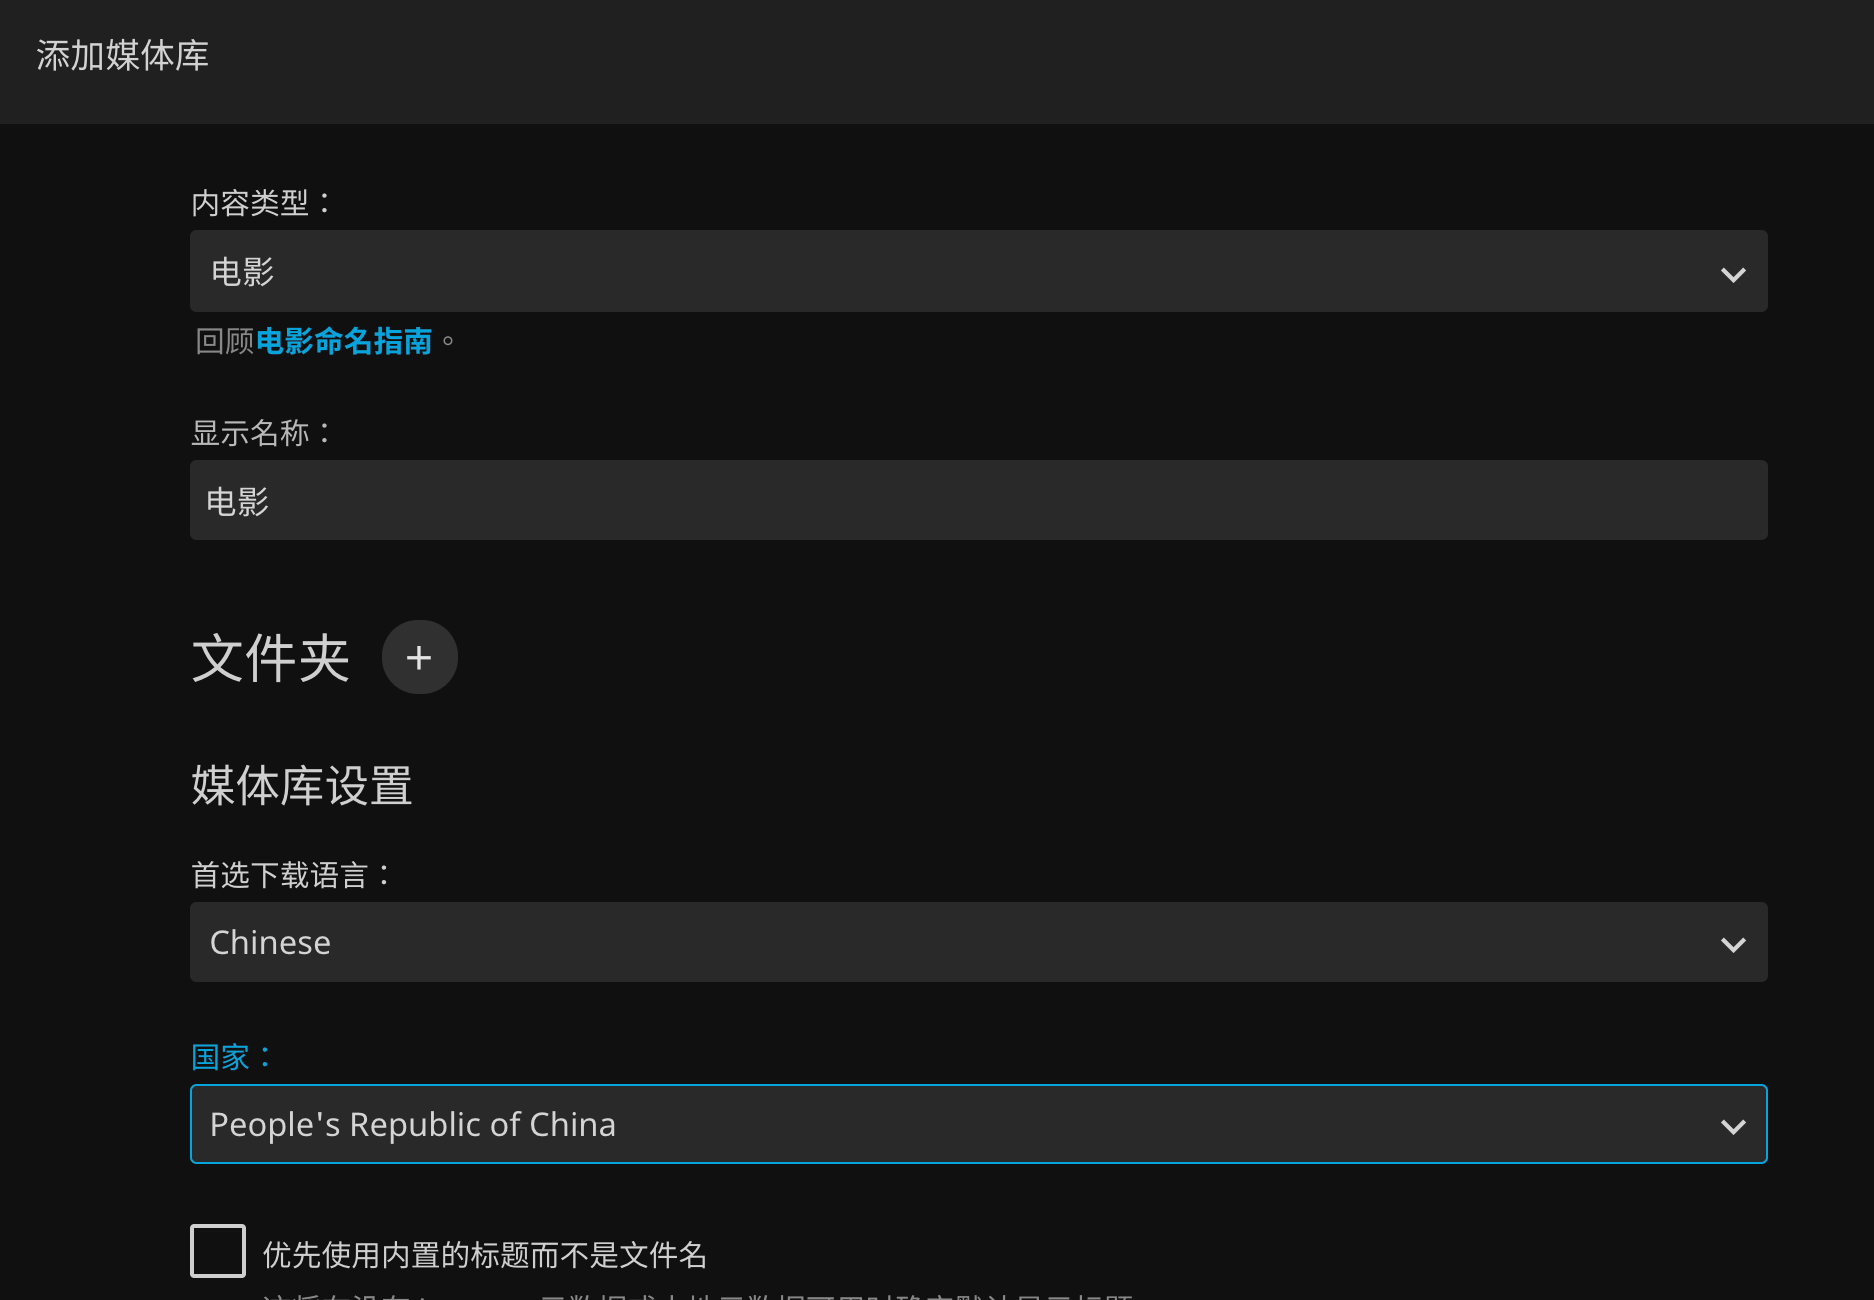 添加媒体库
内容类型：
电影
回顾电影命名指南。
显示名称：
电影
文件夹
媒体库设置
首选下载语言：
Chinese
国家：
People's Republic of China
优先使用内置的标题而不是文件名